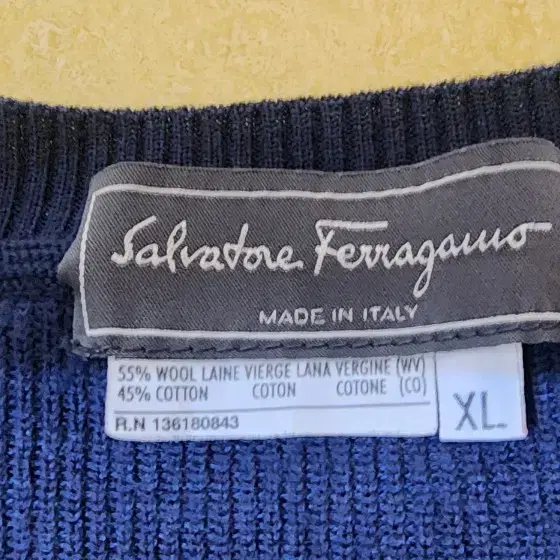 Salvatore Ferragamo
MADE IN ITALY
55% WOOL LAINE VIERGE LANA VERGINE (WV)
45% COTTON COTON COTONE (CO)
R.N 136180843
XL